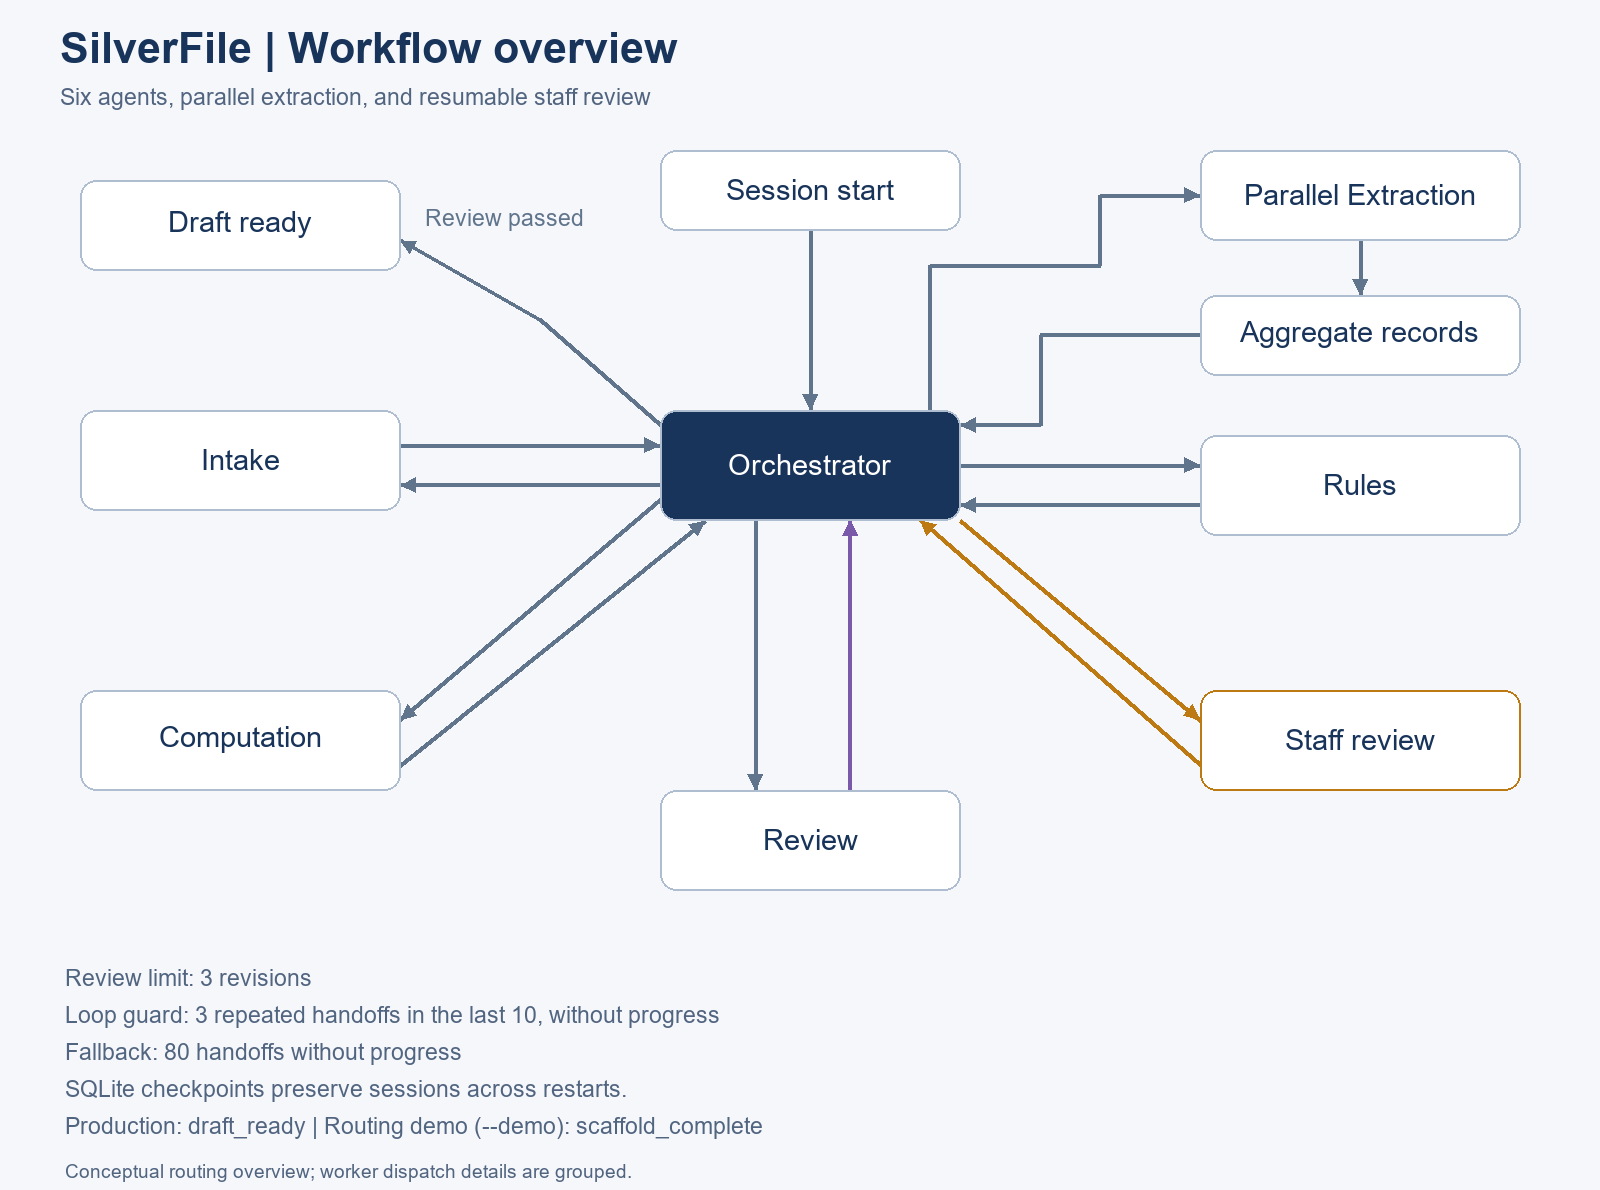 SilverFile | Workflow overview
Six agents, parallel extraction, and resumable staff review
Session start
Parallel Extraction
Draft ready
Review passed
Aggregate records
Intake
Orchestrator
Rules
Computation
Staff review
Review
Review limit: 3 revisions
Loop guard: 3 repeated handoffs in the last 10, without progress
Fallback: 80 handoffs without progress
SQLite checkpoints preserve sessions across restarts.
Production: draft_ready | Routing demo (--demo): scaffold_complete
Conceptual routing overview; worker dispatch details are grouped.